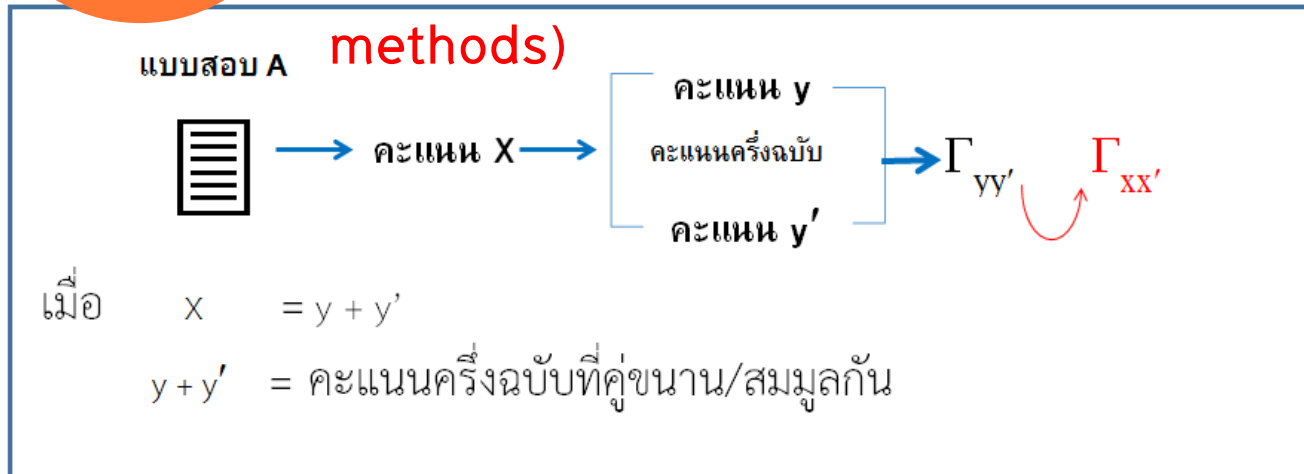 methods)
แบบสอบ A
คะแนน X
คะแนน y
คะแนนครึ่งฉบับ
คะแนน y′
Γyy′ Γxx′
เมื่อ X = y + y’
y + y′ = คะแนนครึ่งฉบับที่คู่ขนาน/สมมูลกัน